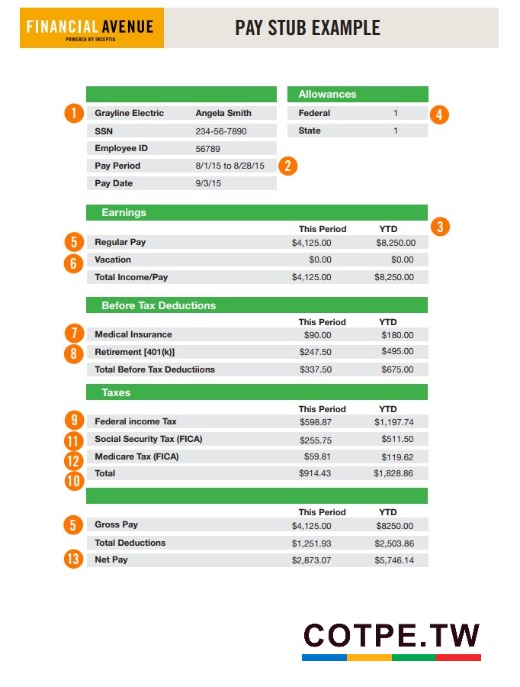 FINANCIAL AVENUE
POWERED BY INCEPTIA
PAY STUB EXAMPLE
Allowances
1 Grayline Electric Angela Smith Federal 1 4
SSN 234-56-7890 State 1
Employee ID 56789
Pay Period 8/1/15 to 8/28/15 2
Pay Date 9/3/15
Earnings
This Period YTD 3
5 Regular Pay $4,125.00 $8,250.00
6 Vacation $0.00 $0.00
Total Income/Pay $4,125.00 $8,250.00
Before Tax Deductions
This Period YTD
7 Medical Insurance $90.00 $180.00
8 Retirement [401(k)] $247.50 $495.00
Total Before Tax Deductiions $337.50 $675.00
Taxes
This Period YTD
9 Federal income Tax $598.87 $1,197.74
11 Social Security Tax (FICA) $255.75 $511.50
12 Medicare Tax (FICA) $59.81 $119.62
10 Total $914.43 $1,828.86
This Period YTD
5 Gross Pay $4,125.00 $8250.00
Total Deductions $1,251.93 $2,503.86
13 Net Pay $2,873.07 $5,746.14
COTPE.TW